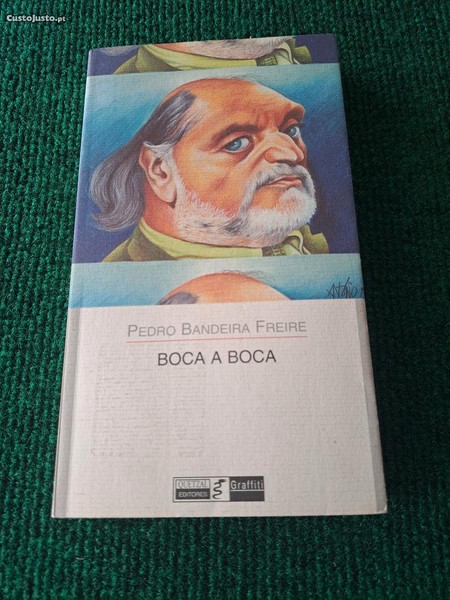 CustoJusto.pt
PEDRO BANDEIRA FREIRE
BOCA A BOCA
QUETZAL
EDITORES
Graffiti